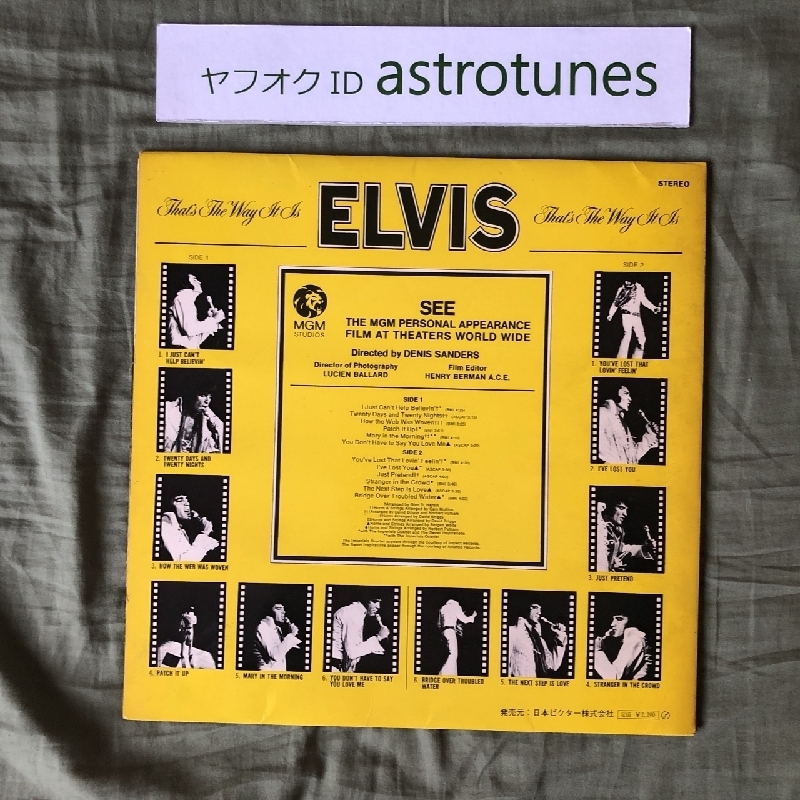 ヤフオク ID astrotunes
STEREO
That's The Way It Is ELVIS That's The Way It Is
SIDE 1
1. I JUST CAN'T
HELP BELIEVIN'
2. TWENTY DAYS AND
TWENTY NIGHTS
3. HOW THE WEB WAS WOVEN
4. PATCH IT UP
5. MARY IN THE MORNING
6. YOU DON'T HAVE TO SAY
YOU LOVE ME
MGM
STUDIOS
SEE
THE MGM PERSONAL APPEARANCE
FILM AT THEATERS WORLD WIDE
Directed by DENIS SANDERS
Director of Photography
LUCIEN BALLARD
Film Editor
HENRY BERMAN A.C.E.
SIDE 1
I Just Can't Help Believin'
Twenty Days and Twenty Nights
How the Web Was Woven
Patch It Up
Mary in the Morning
You Don't Have to Say You Love Me▲
SIDE 2
You've Lost That Lovin' Feelin'
I've Lost You▲
Just Pretend
Stranger in the Crowd
The Next Step Is Love▲
Bridge Over Troubled Water▲
SIDE 2
1. YOU'VE LOST THAT
LOVIN' FEELIN'
2. I'VE LOST YOU
3. JUST PRETEND
4. STRANGER IN THE CROWD
5. THE NEXT STEP IS LOVE
6. BRIDGE OVER TROUBLED
WATER
発売元:日本ビクター株式会社